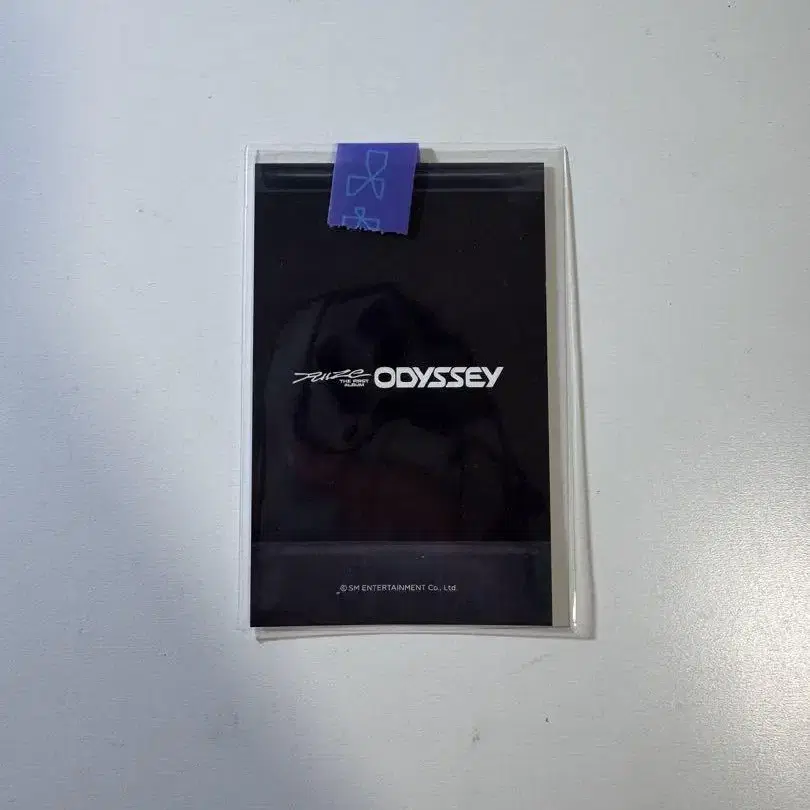 RIIZE THE FIRST ALBUM ODYSSEY
© SM ENTERTAINMENT Co., Ltd.